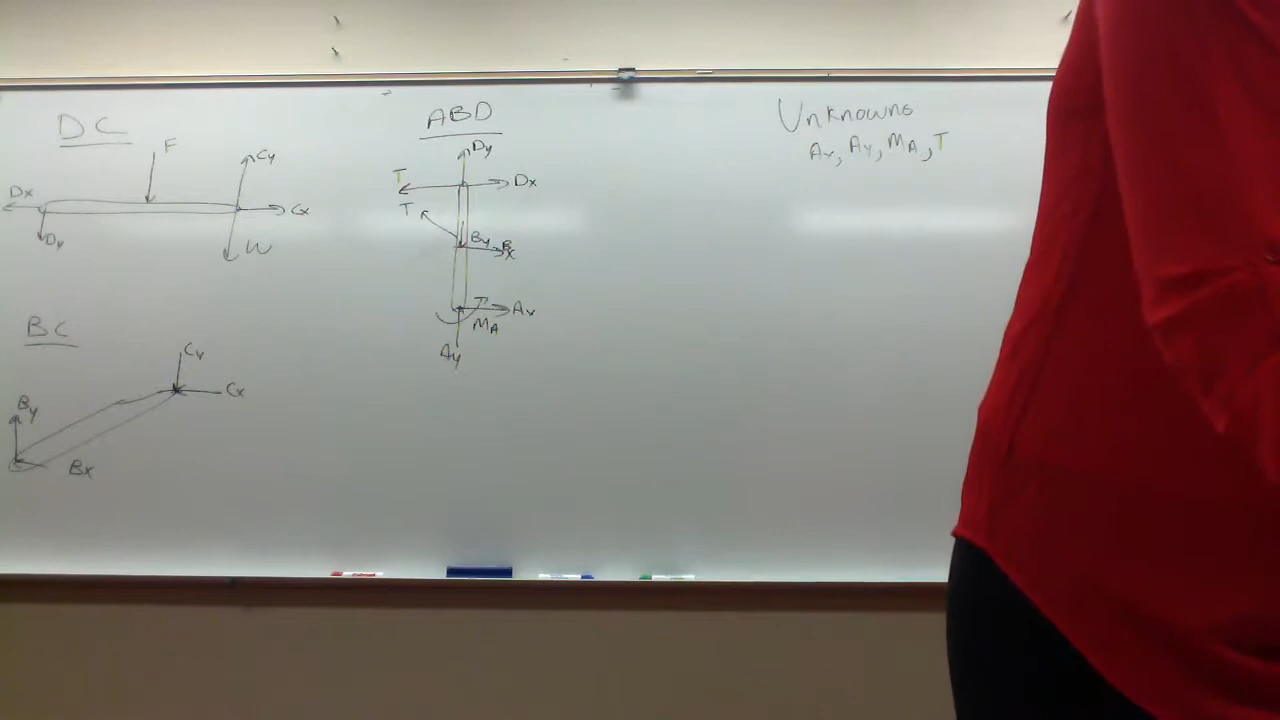 DC
F
Cy
Dx
Cx
Dy
W
BC
Cy
Cx
By
Bx
ABD
Dy
T
Dx
T
By
Bx
Ax
MA
Ay
Unknowns
Ax, Ay, MA, T